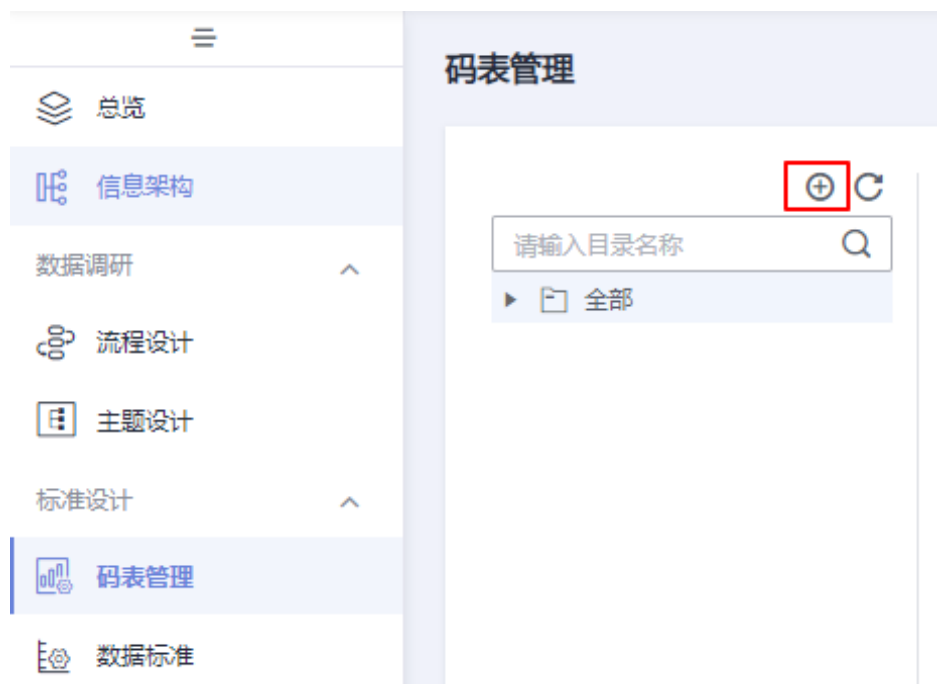 总览
信息架构
数据调研
流程设计
主题设计
标准设计
码表管理
数据标准
码表管理
请输入目录名称
全部